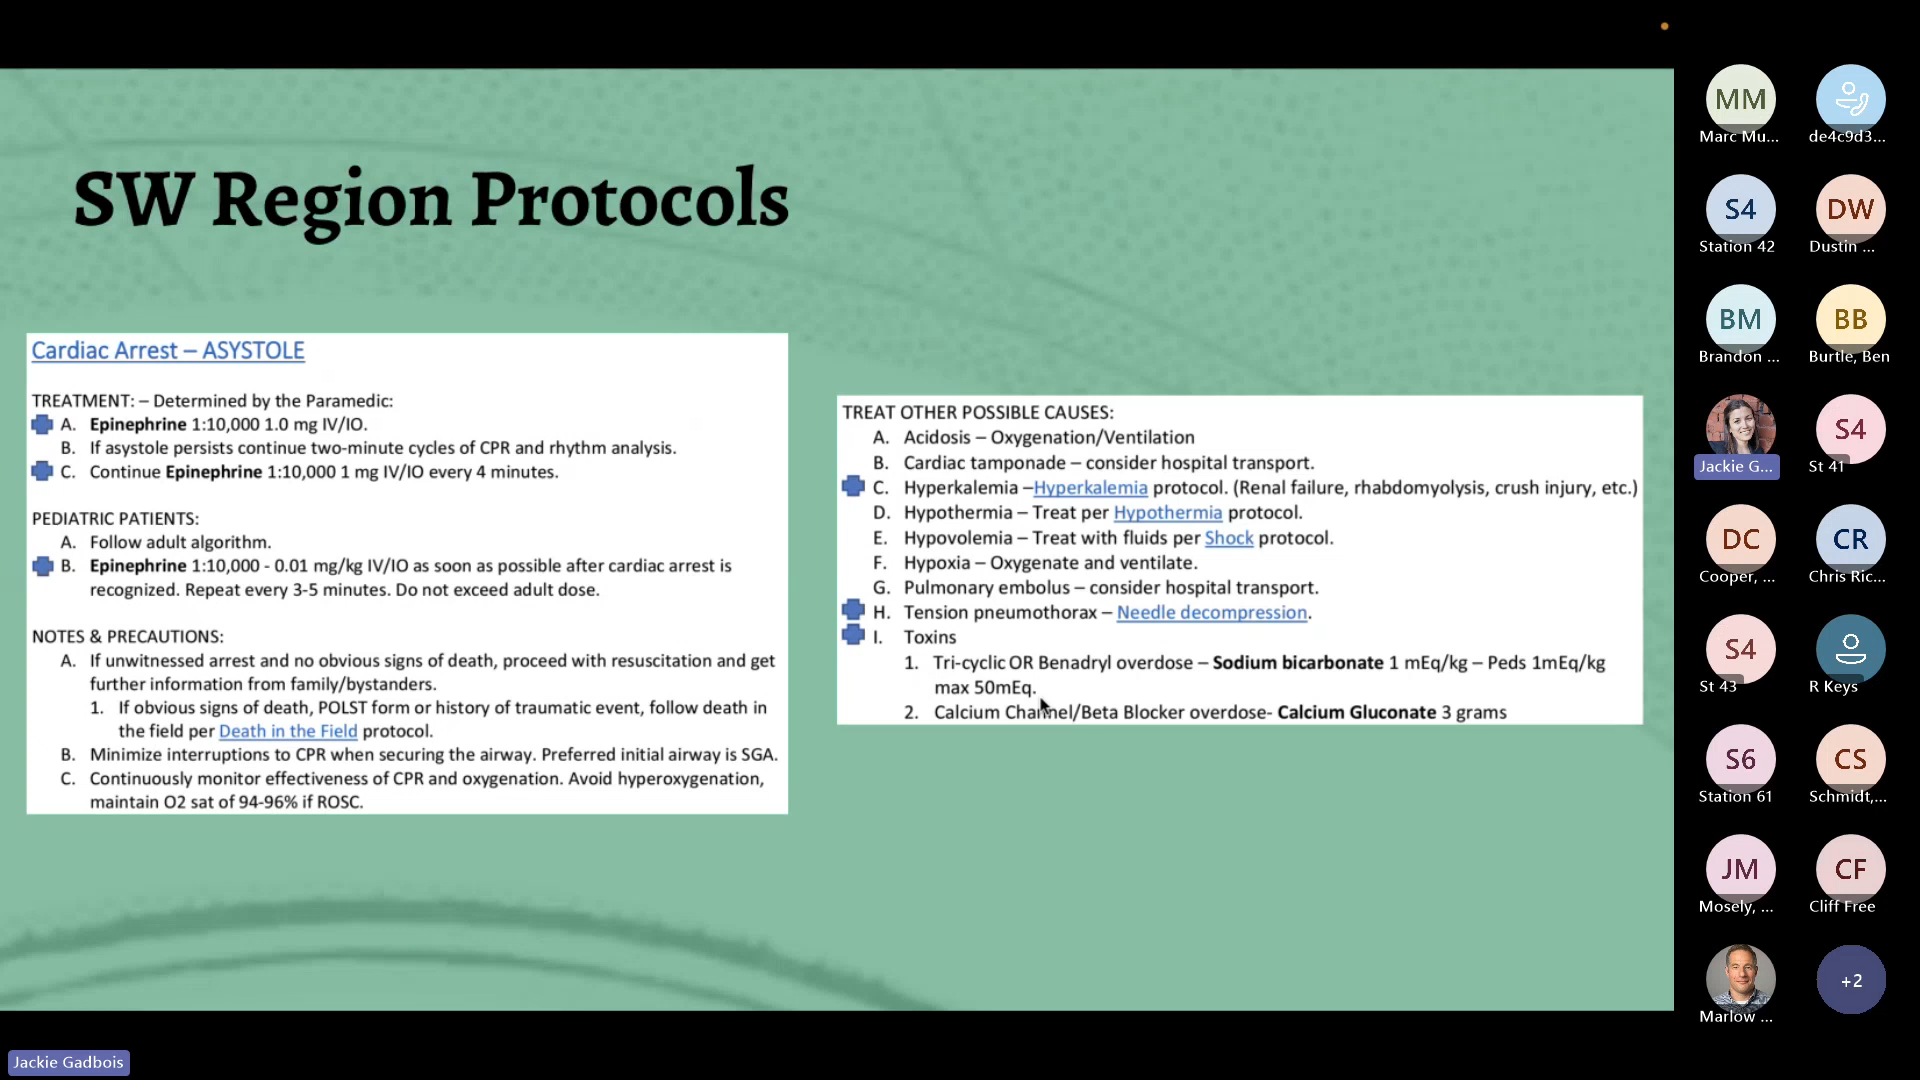 SW Region Protocols
Cardiac Arrest – ASYSTOLE
TREATMENT: – Determined by the Paramedic:
A. Epinephrine 1:10,000 1.0 mg IV/IO.
B. If asystole persists continue two-minute cycles of CPR and rhythm analysis.
C. Continue Epinephrine 1:10,000 1 mg IV/IO every 4 minutes.
PEDIATRIC PATIENTS:
A. Follow adult algorithm.
B. Epinephrine 1:10,000 - 0.01 mg/kg IV/IO as soon as possible after cardiac arrest is
recognized. Repeat every 3-5 minutes. Do not exceed adult dose.
NOTES & PRECAUTIONS:
A. If unwitnessed arrest and no obvious signs of death, proceed with resuscitation and get
further information from family/bystanders.
1. If obvious signs of death, POLST form or history of traumatic event, follow death in
the field per Death in the Field protocol.
B. Minimize interruptions to CPR when securing the airway. Preferred initial airway is SGA.
C. Continuously monitor effectiveness of CPR and oxygenation. Avoid hyperoxygenation,
maintain O2 sat of 94-96% if ROSC.
TREAT OTHER POSSIBLE CAUSES:
A. Acidosis – Oxygenation/Ventilation
B. Cardiac tamponade – consider hospital transport.
C. Hyperkalemia –Hyperkalemia protocol. (Renal failure, rhabdomyolysis, crush injury, etc.)
D. Hypothermia – Treat per Hypothermia protocol.
E. Hypovolemia – Treat with fluids per Shock protocol.
F. Hypoxia – Oxygenate and ventilate.
G. Pulmonary embolus – consider hospital transport.
H. Tension pneumothorax – Needle decompression.
I. Toxins
1. Tri-cyclic OR Benadryl overdose – Sodium bicarbonate 1 mEq/kg – Peds 1mEq/kg
max 50mEq.
2. Calcium Channel/Beta Blocker overdose- Calcium Gluconate 3 grams
MM
Marc Mu...
de4c9d3...
S4
Station 42
DW
Dustin ...
BM
Brandon ...
BB
Burtle, Ben
Jackie G...
S4
St 41
DC
Cooper, ...
CR
Chris Ric...
S4
St 43
R Keys
S6
Station 61
CS
Schmidt,...
JM
Mosely, ...
CF
Cliff Free
Marlow ...
+2
Jackie Gadbois